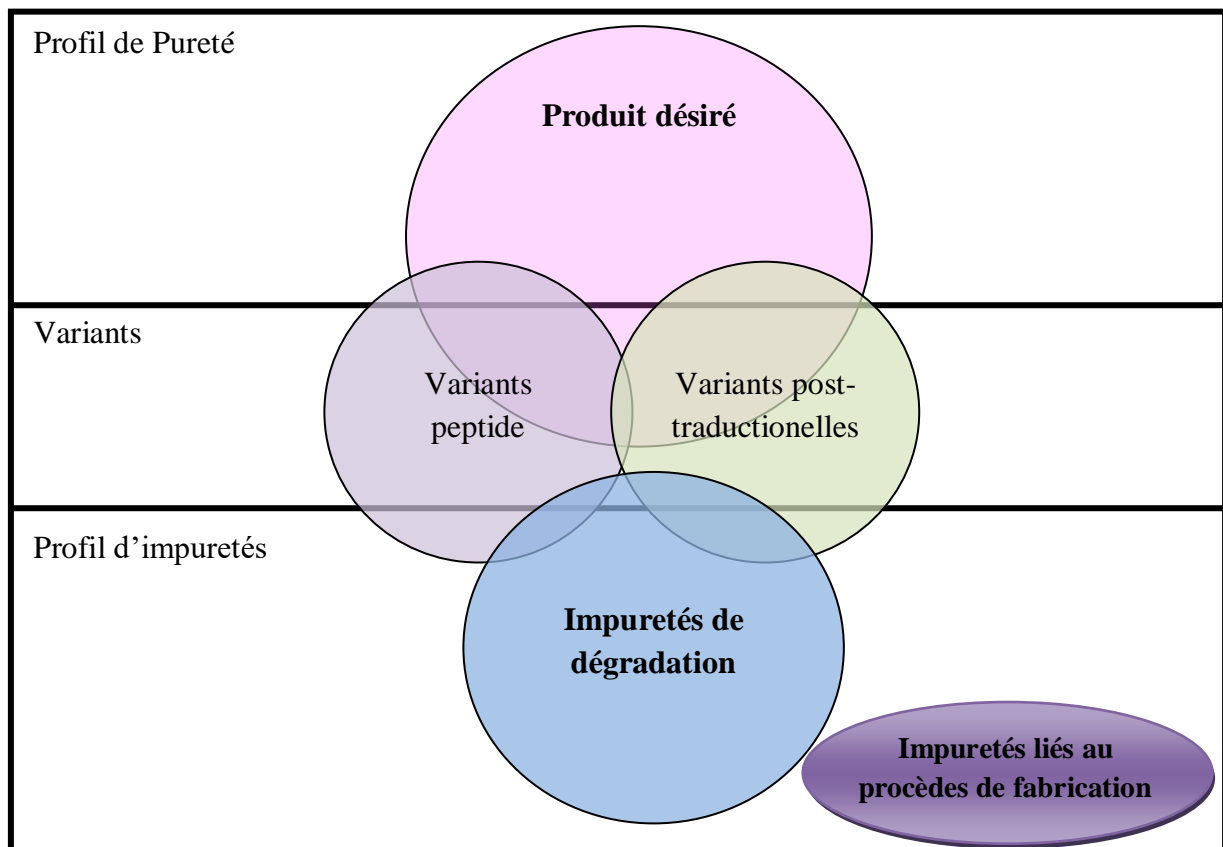 Profil de Pureté
Produit désiré
Variants
Variants
peptide
Variants post-
traductionelles
Profil d’impuretés
Impuretés de
dégradation
Impuretés liés au
procèdes de fabrication